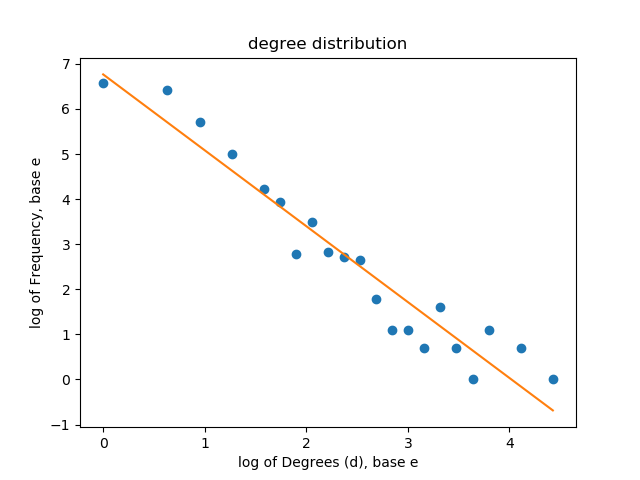 degree distribution
log of Frequency, base e
7
6
5
4
3
2
1
0
−1
0 1 2 3 4
log of Degrees (d), base e